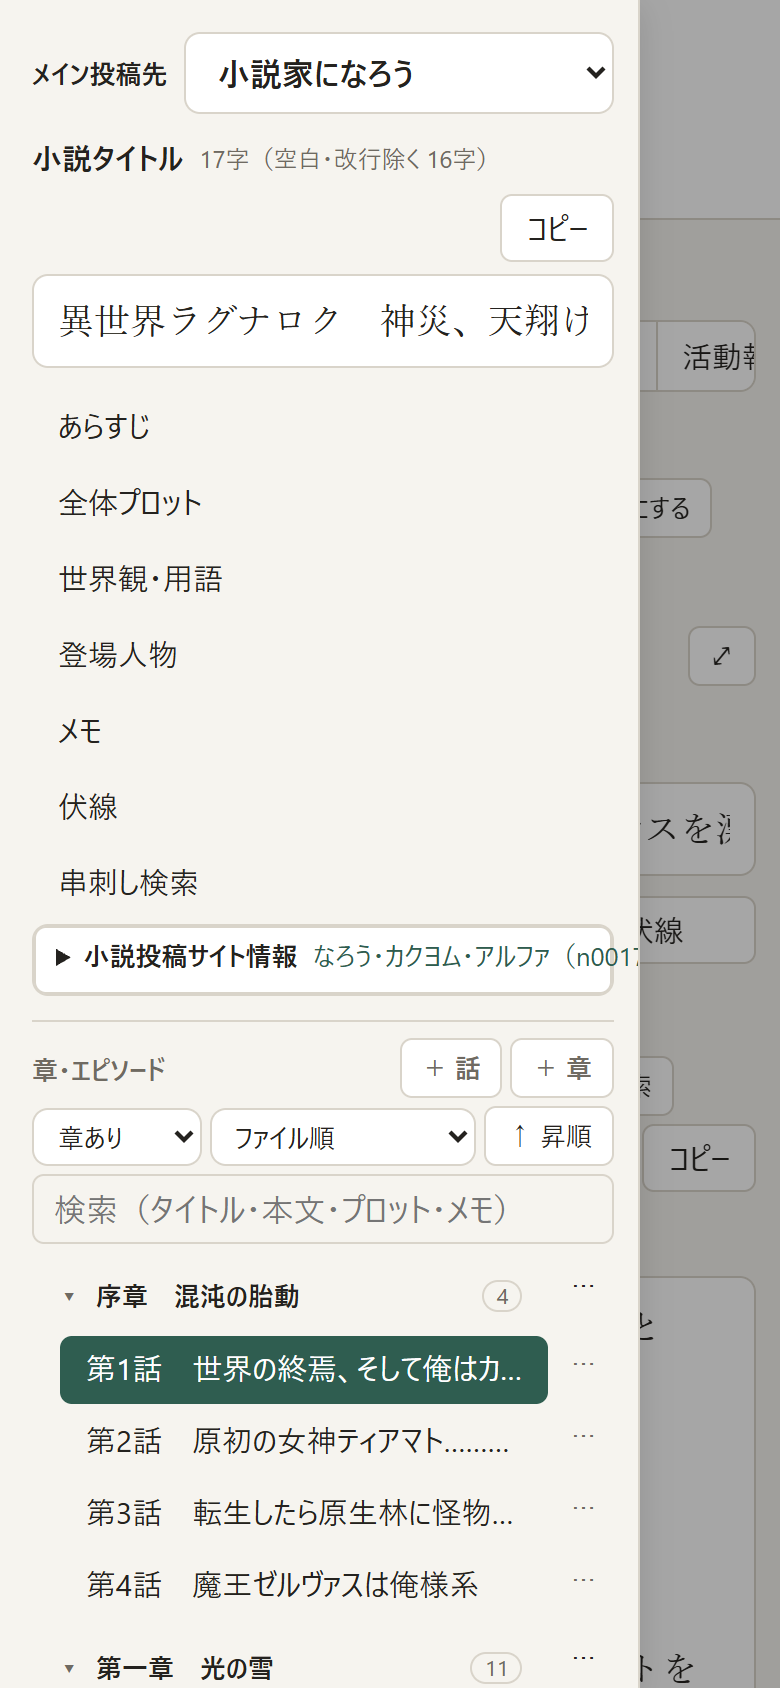 メイン投稿先 小説家になろう
小説タイトル 17字（空白・改行除く16字）
コピー
異世界ラグナロク　神災、天翔け
活動
あらすじ
全体プロット
にする
世界観・用語
登場人物
メモ
伏線
スを
串刺し検索
伏線
▶ 小説投稿サイト情報 なろう・カクヨム・アルファ（n0017
章・エピソード ＋ 話 ＋ 章
索
章あり ファイル順 ↑ 昇順
コピー
検索（タイトル・本文・プロット・メモ）
▼ 序章　混沌の胎動 4 …
と
第1話　世界の終焉、そして俺はカ... …
第2話　原初の女神ティアマト......... …
第3話　転生したら原生林に怪物... …
第4話　魔王ゼルヴァスは俺様系 …
▼ 第一章　光の雪 11 …
トを